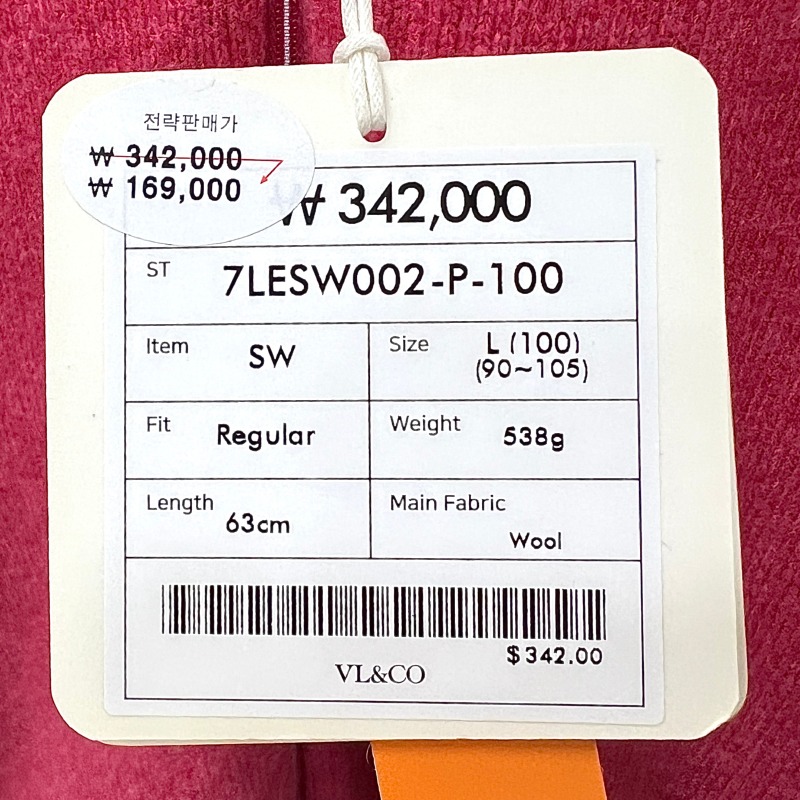 전략판매가
₩ 342,000
₩ 169,000
₩ 342,000
ST 7LESW002-P-100
Item SW
Size L (100)
(90~105)
Fit Regular
Weight 538g
Length 63cm
Main Fabric
Wool
$342.00
VL&CO